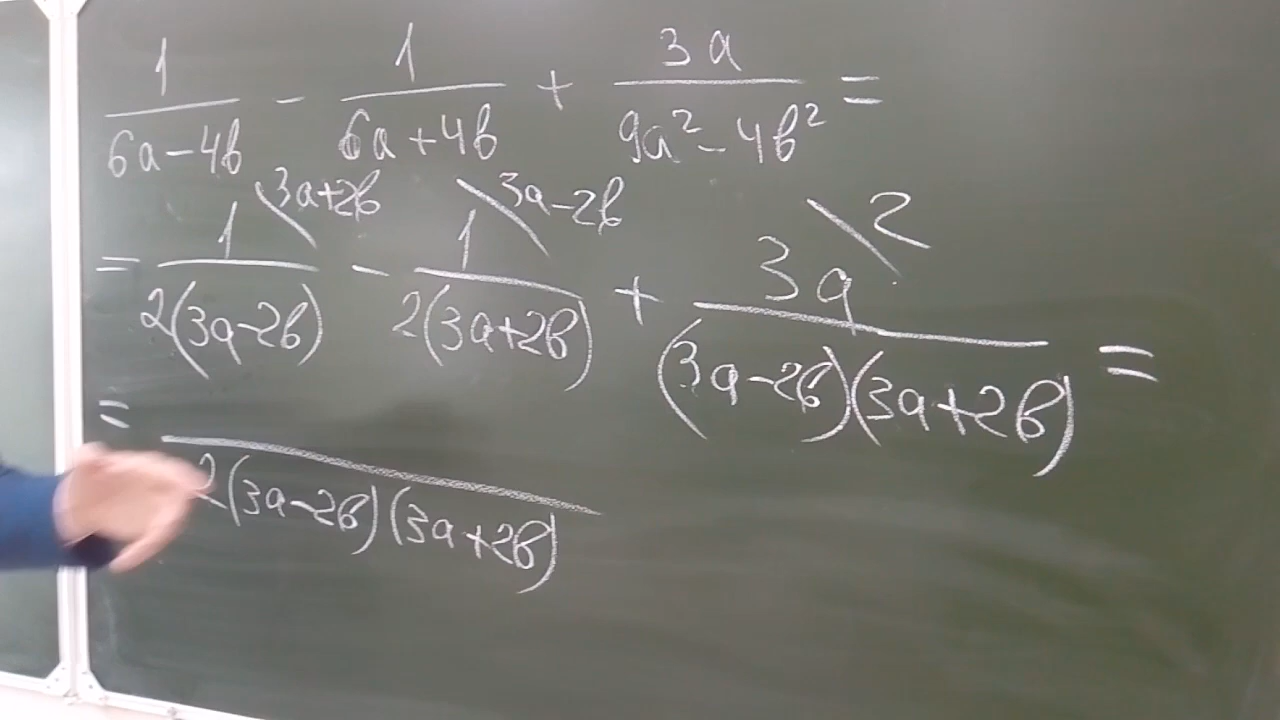 1/(6a-4b) - 1/(6a+4b) + 3a/(9a²-4b²) =
= 1\3a+2b/(2(3a-2b)) - 1\3a-2b/(2(3a+2b)) + 3a\2/((3a-2b)(3a+2b)) =
= /(2(3a-2b)(3a+2b))